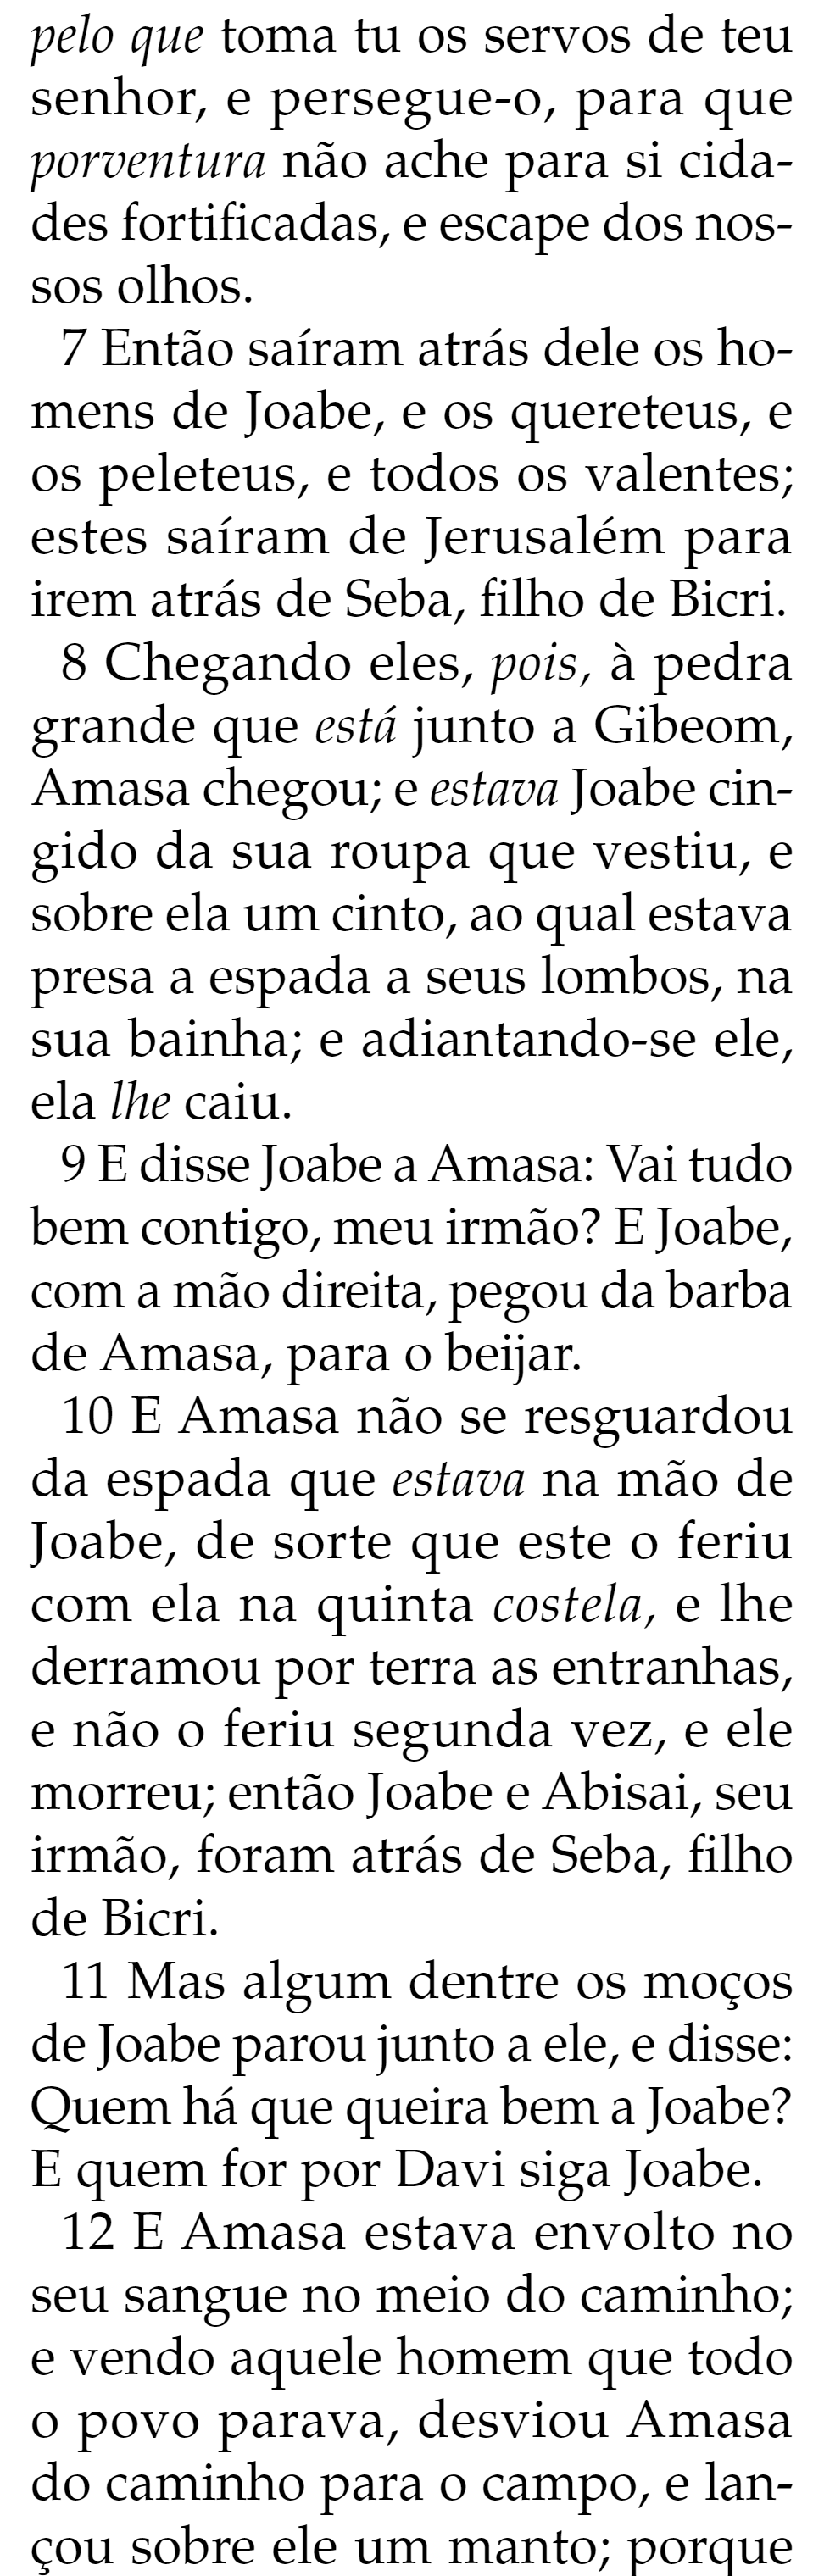 pelo que toma tu os servos de teu
senhor, e persegue-o, para que
porventura não ache para si cida-
des fortificadas, e escape dos nos-
sos olhos.
7 Então saíram atrás dele os ho-
mens de Joabe, e os quereteus, e
os peleteus, e todos os valentes;
estes saíram de Jerusalém para
irem atrás de Seba, filho de Bicri.
8 Chegando eles, pois, à pedra
grande que está junto a Gibeom,
Amasa chegou; e estava Joabe cin-
gido da sua roupa que vestiu, e
sobre ela um cinto, ao qual estava
presa a espada a seus lombos, na
sua bainha; e adiantando-se ele,
ela lhe caiu.
9 E disse Joabe a Amasa: Vai tudo
bem contigo, meu irmão? E Joabe,
com a mão direita, pegou da barba
de Amasa, para o beijar.
10 E Amasa não se resguardou
da espada que estava na mão de
Joabe, de sorte que este o feriu
com ela na quinta costela, e lhe
derramou por terra as entranhas,
e não o feriu segunda vez, e ele
morreu; então Joabe e Abisai, seu
irmão, foram atrás de Seba, filho
de Bicri.
11 Mas algum dentre os moços
de Joabe parou junto a ele, e disse:
Quem há que queira bem a Joabe?
E quem for por Davi siga Joabe.
12 E Amasa estava envolto no
seu sangue no meio do caminho;
e vendo aquele homem que todo
o povo parava, desviou Amasa
do caminho para o campo, e lan-
çou sobre ele um manto; porque